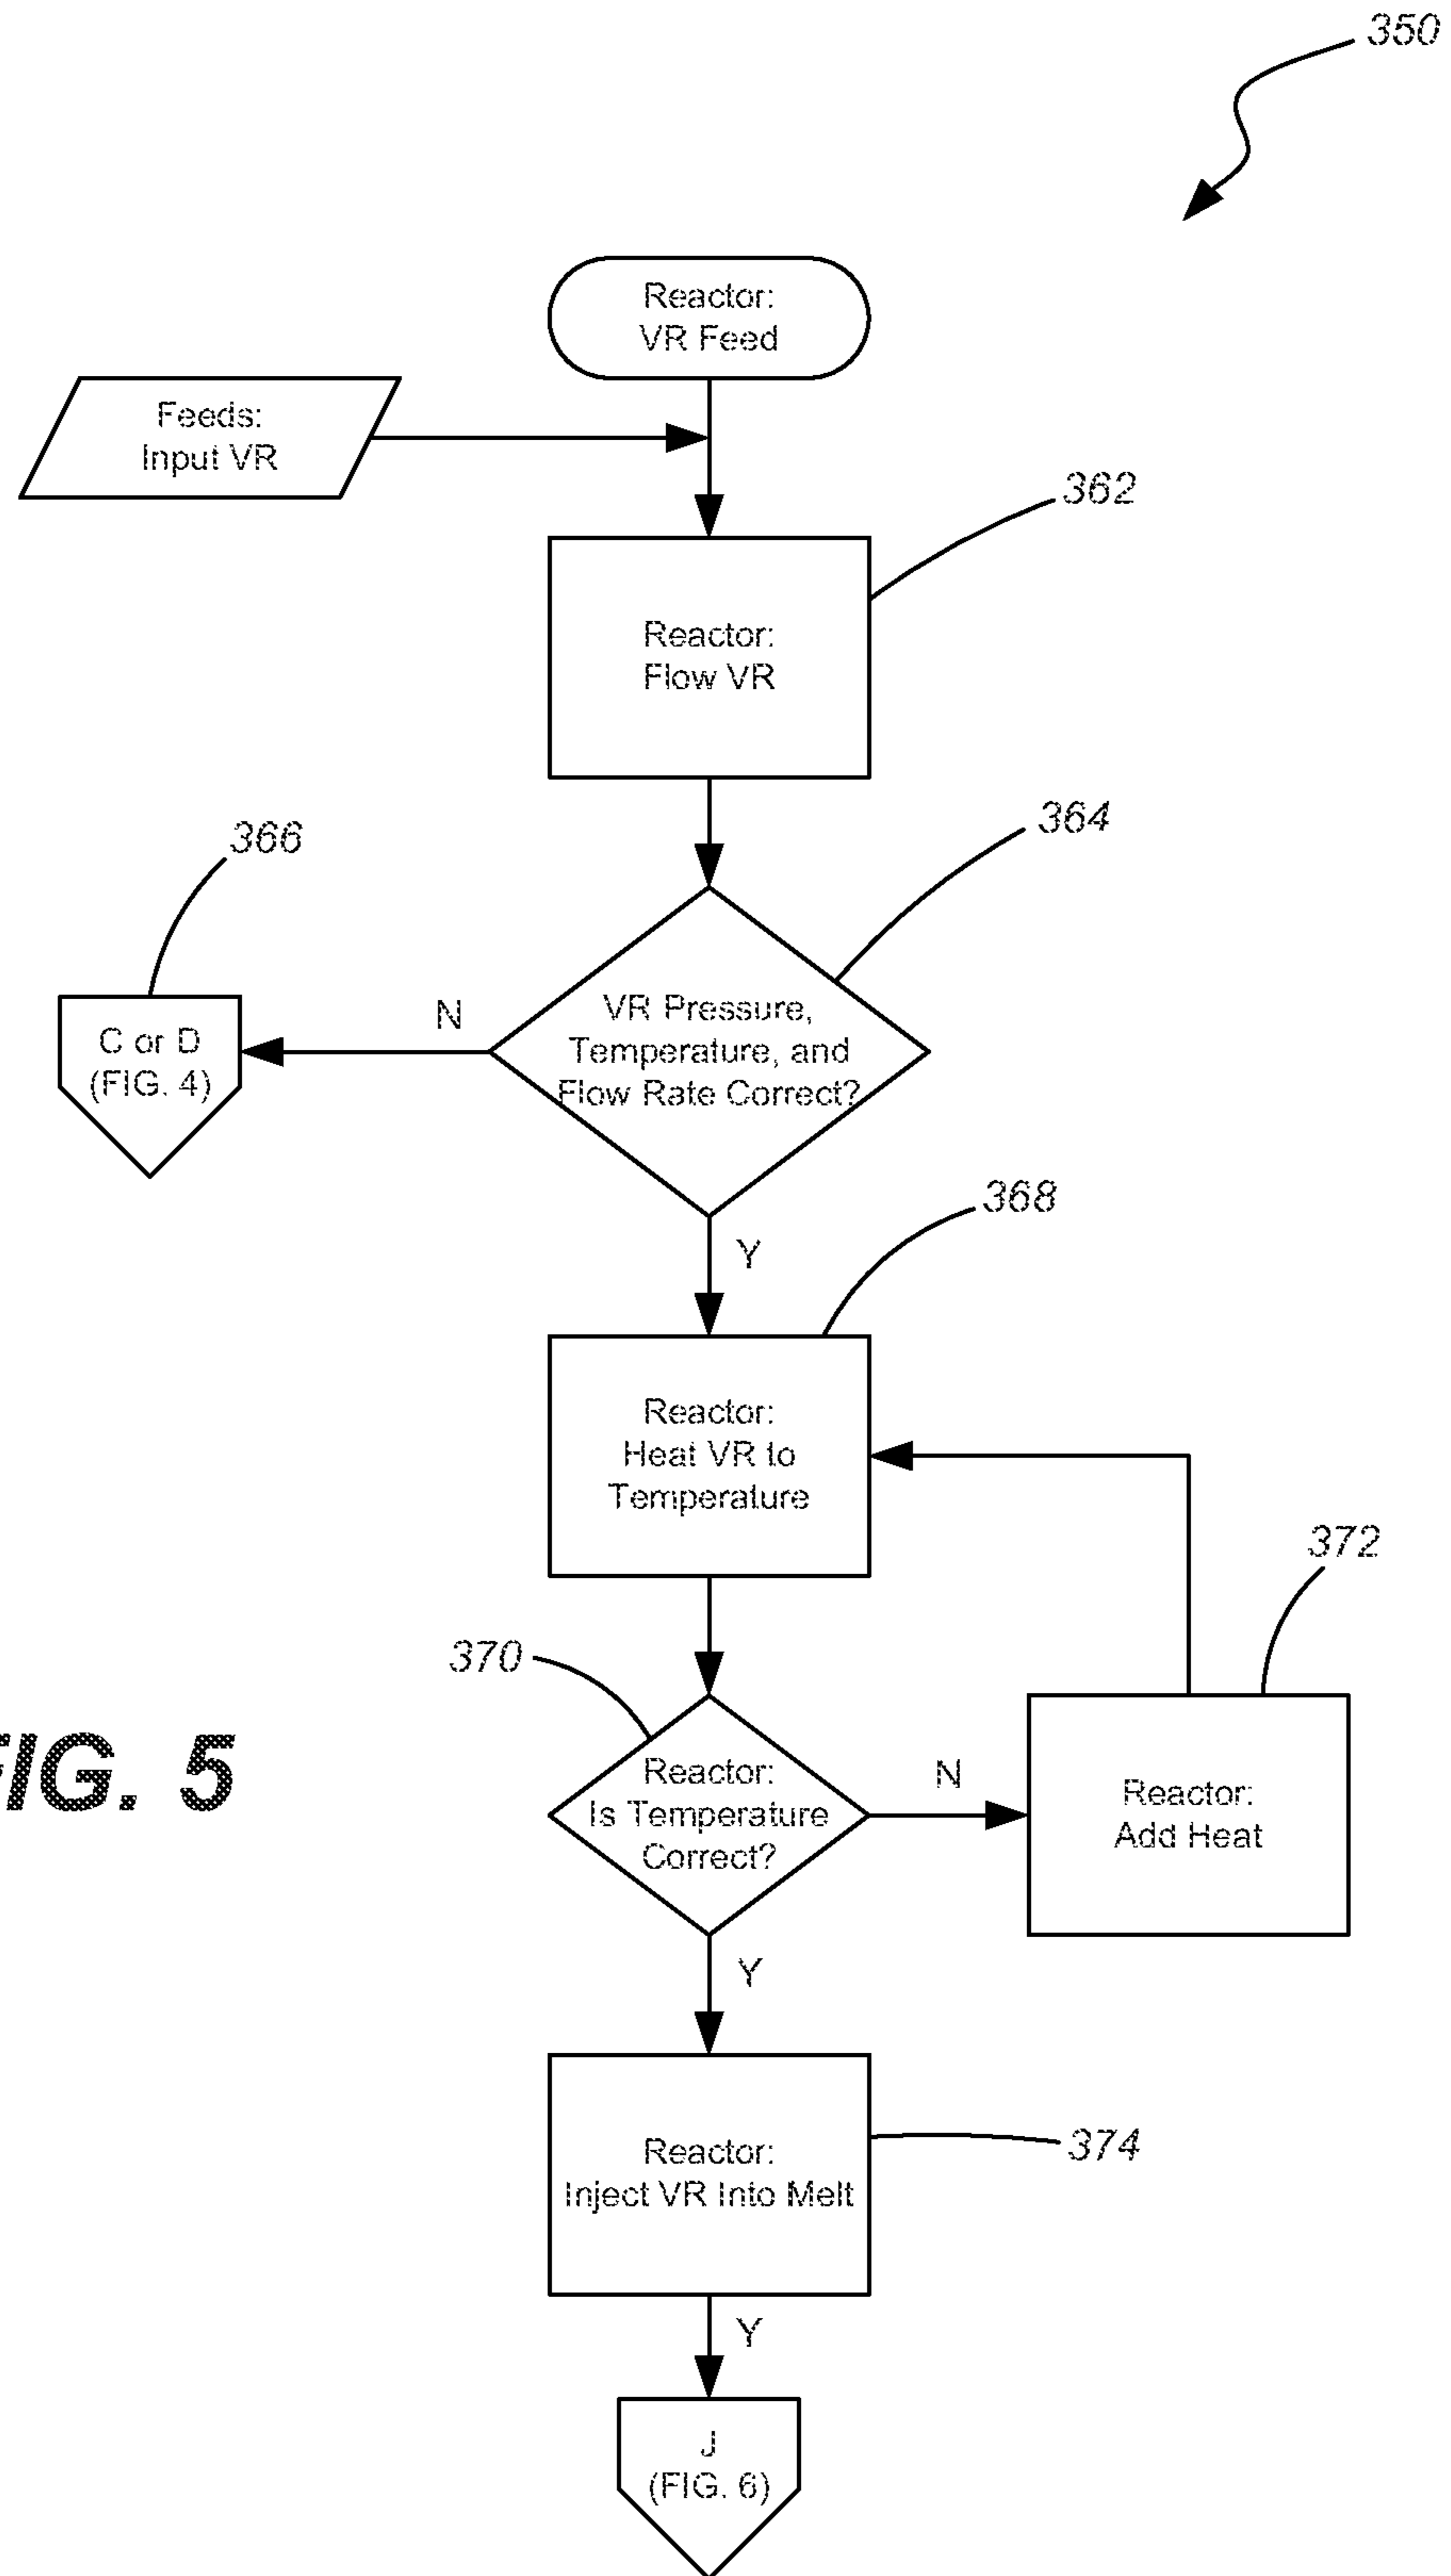 350
Reactor:
VR Feed
Feeds:
Input VR
362
Reactor:
Flow VR
364
366
VR Pressure,
Temperature, and
Flow Rate Correct?
N
C or D
(FIG. 4)
368
Y
Reactor:
Heat VR to
Temperature
372
370
Reactor:
Is Temperature
Correct?
N
Reactor:
Add Heat
FIG. 5
Y
Reactor:
Inject VR Into Melt
374
Y
J
(FIG. 6)